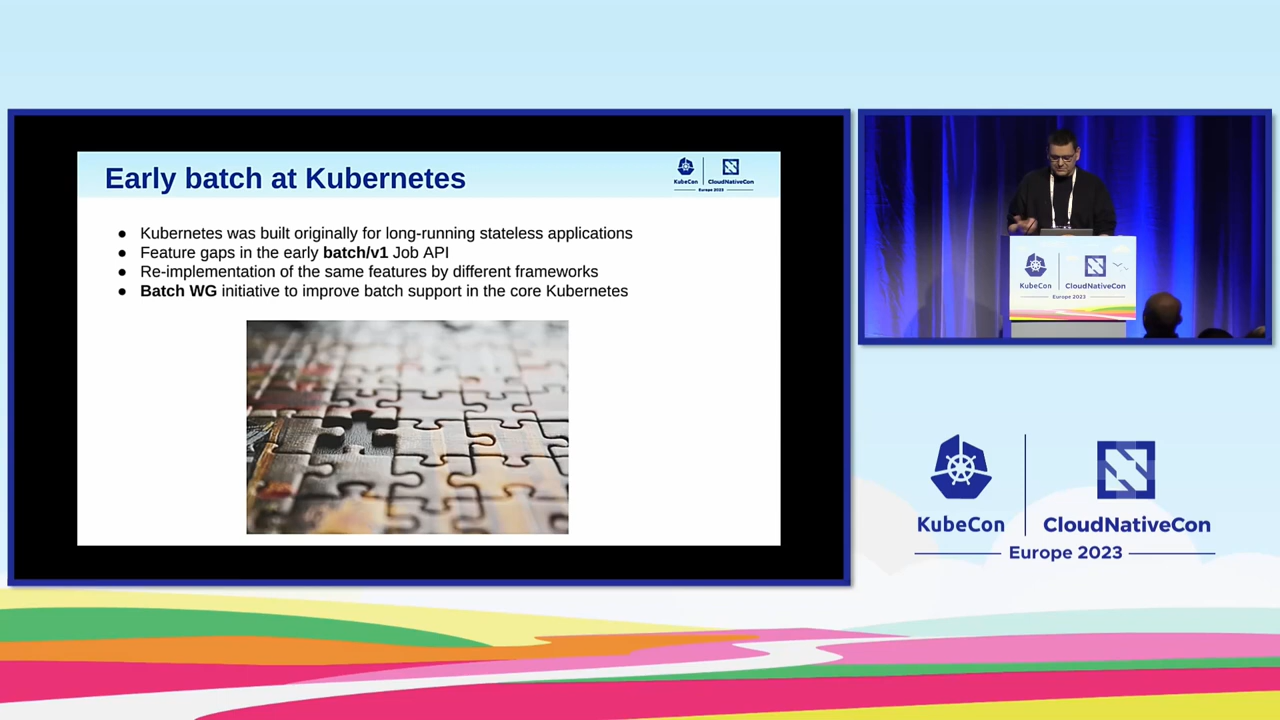 Early batch at Kubernetes
KubeCon
CloudNativeCon
Europe 2023
● Kubernetes was built originally for long-running stateless applications
● Feature gaps in the early batch/v1 Job API
● Re-implementation of the same features by different frameworks
● Batch WG initiative to improve batch support in the core Kubernetes
KubeCon
CloudNativeCon
Europe 2023
KubeCon
CloudNativeCon
Europe 2023